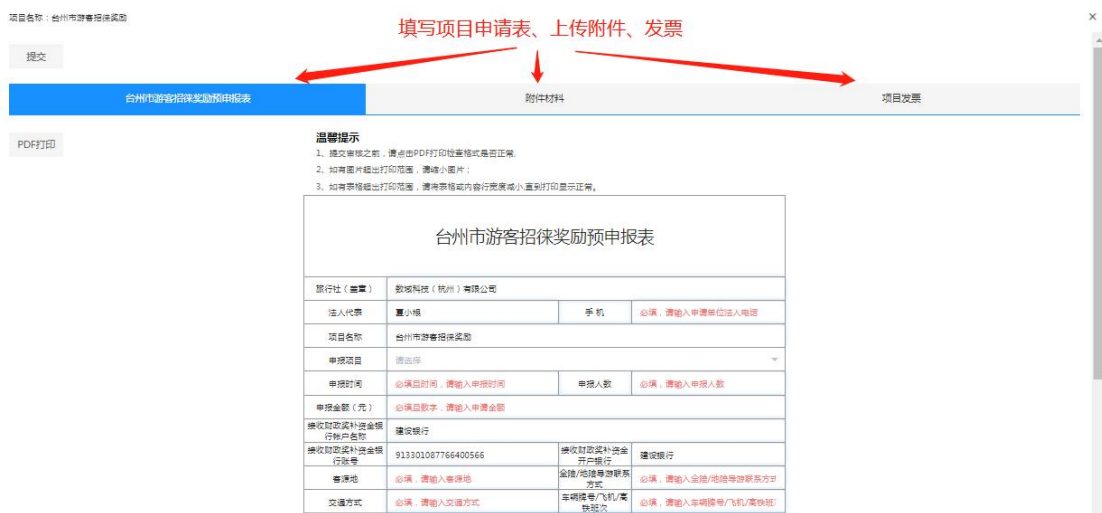 项目名称：台州市游客招徕奖励
×
填写项目申请表、上传附件、发票
提交
台州市游客招徕奖励预申报表
附件材料
项目发票
PDF打印
温馨提示
1、提交审核之前，请点击PDF打印检查格式是否正常.
2、如有图片超出打印范围，请缩小图片；
3、如有表格超出打印范围，请将表格或内容行宽度减小,直到打印显示正常。
台州市游客招徕奖励预申报表
旅行社（盖章） 数域科技（杭州）有限公司
法人代表 夏小根 手 机 必填，请输入申请单位法人电话
项目名称 台州市游客招徕奖励
申报项目 请选择
申报时间 必填且时间，请输入申报时间 申报人数 必填，请输入申报人数
申报金额（元） 必填且数字，请输入申请金额
接收财政奖补资金银行帐户名称 建设银行
接收财政奖补资金银行账号 913301087766400566 接收财政奖补资金开户银行 建设银行
客源地 必填，请输入客源地 全陪/地陪导游联系方式 必填，请输入全陪/地陪导游联系方式
交通方式 必填，请输入交通方式 车辆牌号/飞机/高铁班次 必填，请输入车辆牌号/飞机/高铁班